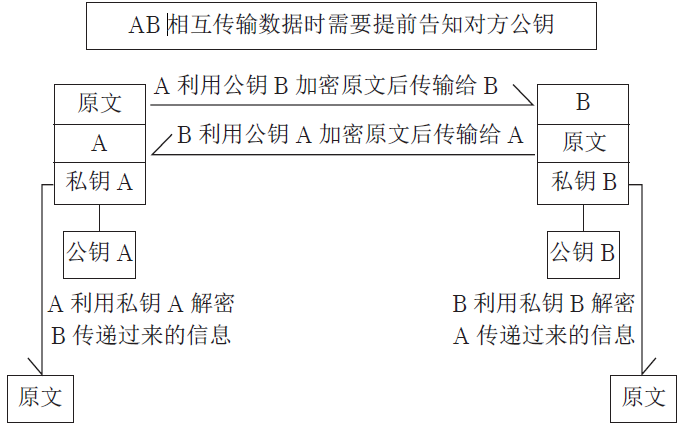 AB 相互传输数据时需要提前告知对方公钥
A 利用公钥 B 加密原文后传输给 B
原文
B
B 利用公钥 A 加密原文后传输给 A
A
原文
私钥 A
私钥 B
公钥 A
公钥 B
A 利用私钥 A 解密
B 传递过来的信息
B 利用私钥 B 解密
A 传递过来的信息
原文
原文